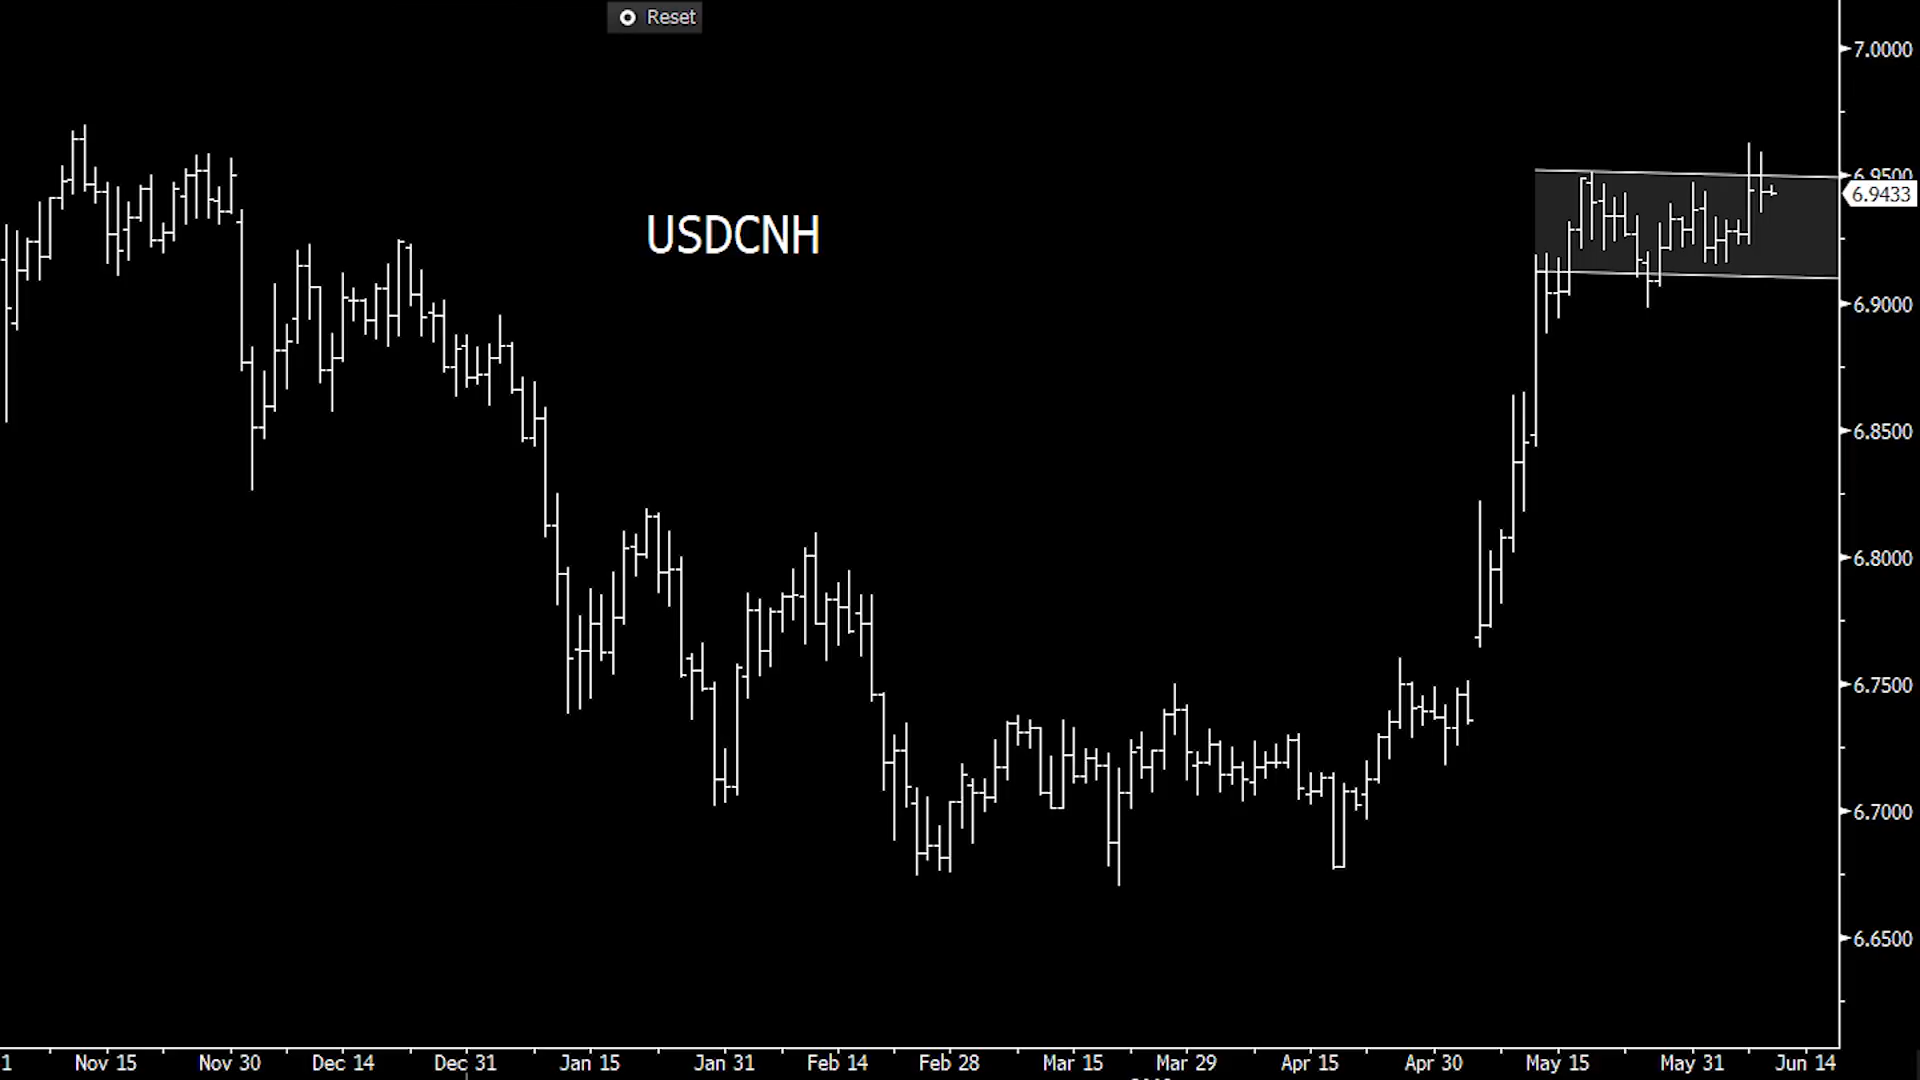 Reset
7.0000
USDCNH
6.9433
6.9000
6.8500
6.8000
6.7500
6.7000
6.6500
1 Nov 15 Nov 30 Dec 14 Dec 31 Jan 15 Jan 31 Feb 14 Feb 28 Mar 15 Mar 29 Apr 15 Apr 30 May 15 May 31 Jun 14